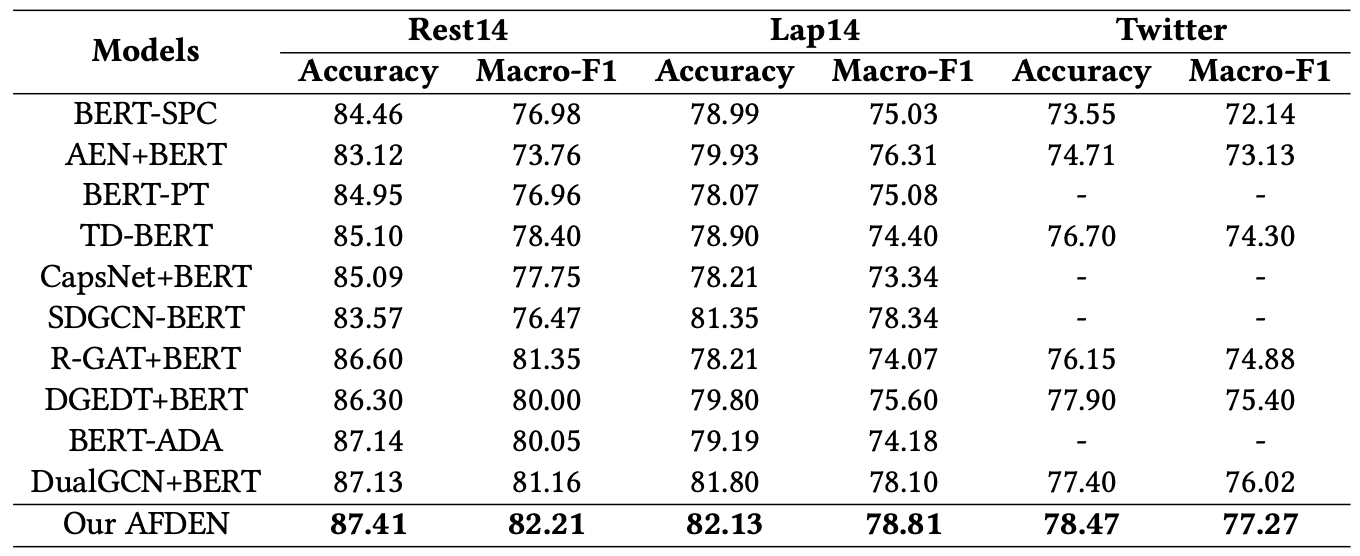 Models Rest14 Lap14 Twitter
Accuracy Macro-F1 Accuracy Macro-F1 Accuracy Macro-F1
BERT-SPC 84.46 76.98 78.99 75.03 73.55 72.14
AEN+BERT 83.12 73.76 79.93 76.31 74.71 73.13
BERT-PT 84.95 76.96 78.07 75.08 - -
TD-BERT 85.10 78.40 78.90 74.40 76.70 74.30
CapsNet+BERT 85.09 77.75 78.21 73.34 - -
SDGCN-BERT 83.57 76.47 81.35 78.34 - -
R-GAT+BERT 86.60 81.35 78.21 74.07 76.15 74.88
DGEDT+BERT 86.30 80.00 79.80 75.60 77.90 75.40
BERT-ADA 87.14 80.05 79.19 74.18 - -
DualGCN+BERT 87.13 81.16 81.80 78.10 77.40 76.02
Our AFDEN 87.41 82.21 82.13 78.81 78.47 77.27